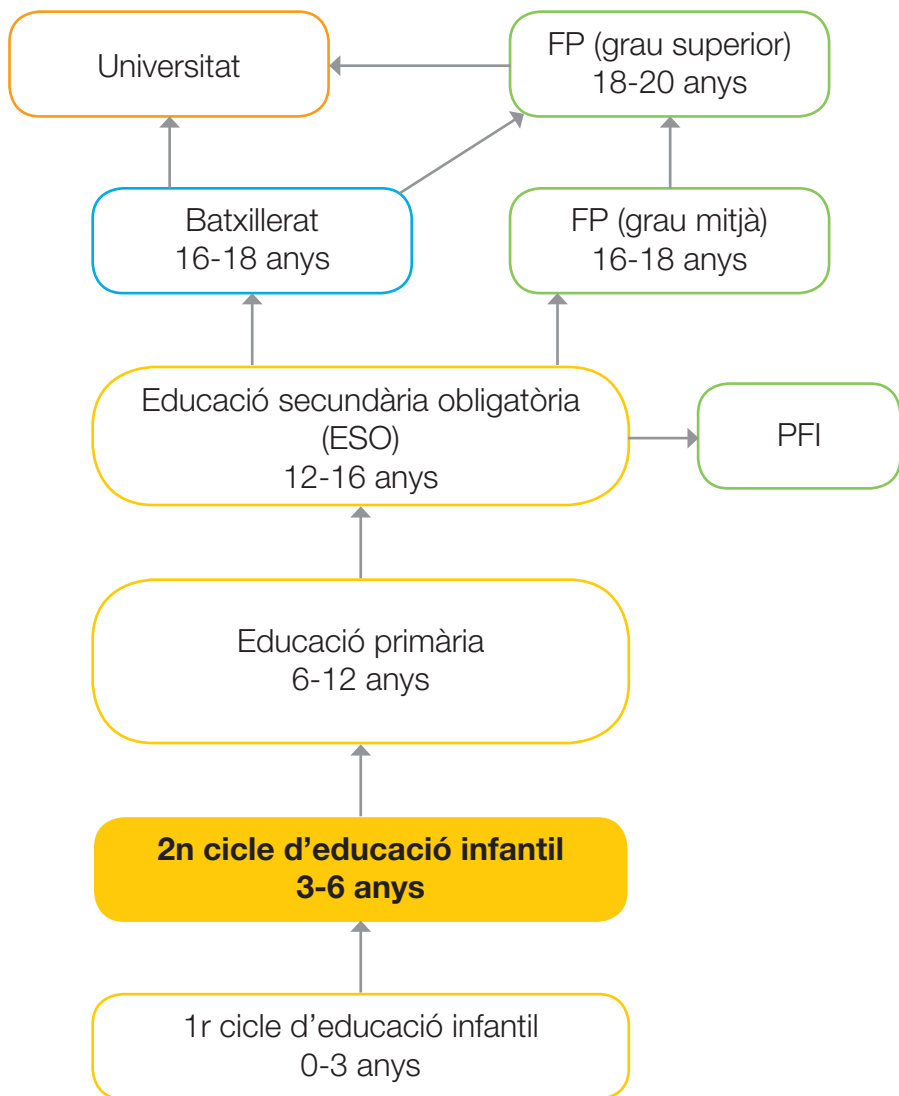 Universitat
FP (grau superior)
18-20 anys
Batxillerat
16-18 anys
FP (grau mitjà)
16-18 anys
Educació secundària obligatòria
(ESO)
12-16 anys
PFI
Educació primària
6-12 anys
2n cicle d’educació infantil
3-6 anys
1r cicle d’educació infantil
0-3 anys